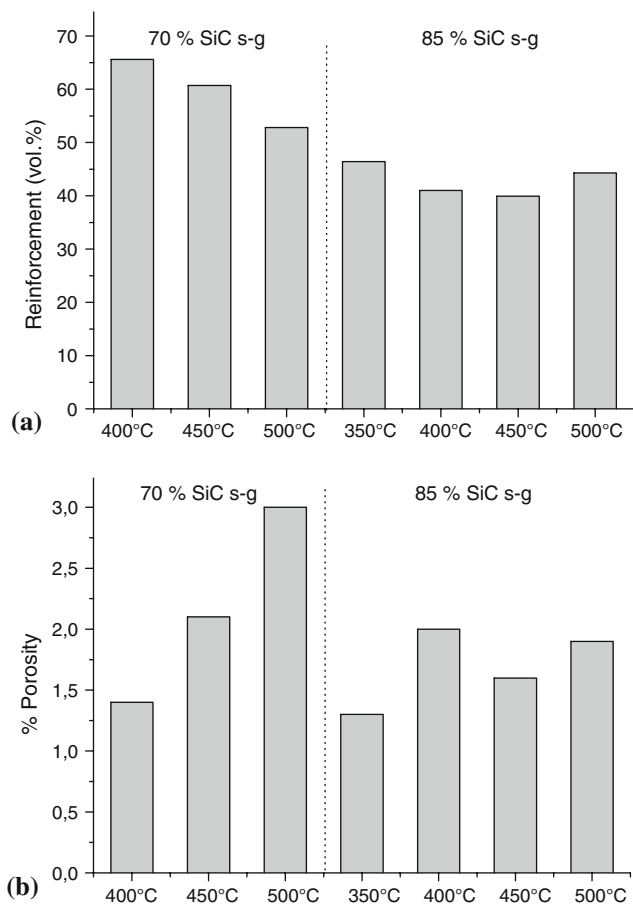 70 % SiC s-g 85 % SiC s-g
70
60
50
40
30
20
10
0
Reinforcement (vol.%)
400°C 450°C 500°C 350°C 400°C 450°C 500°C
(a)
70 % SiC s-g 85 % SiC s-g
3,0
2,5
2,0
1,5
1,0
0,5
0,0
% Porosity
400°C 450°C 500°C 350°C 400°C 450°C 500°C
(b)